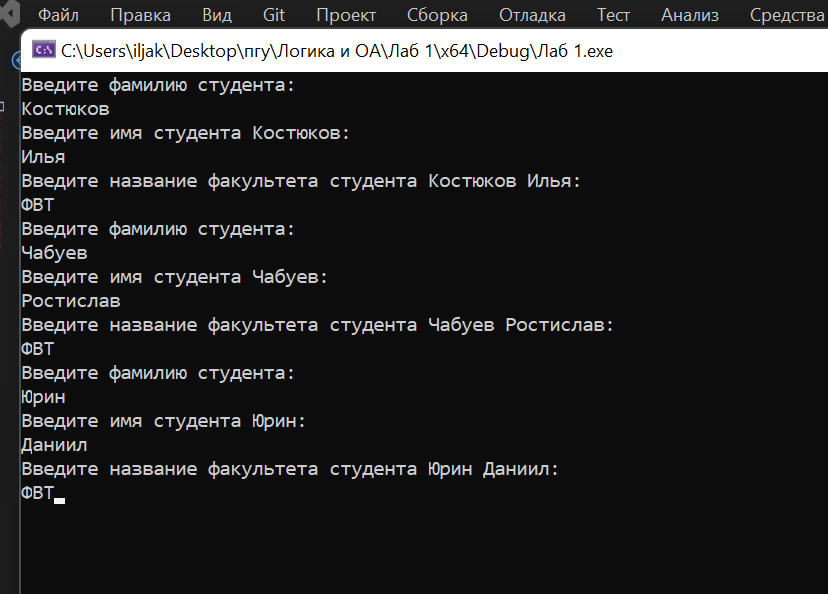 Файл Правка Вид Git Проект Сборка Отладка Тест Анализ Средства
C:\Users\iljak\Desktop\пгу\Логика и ОА\Лаб 1\x64\Debug\Лаб 1.exe
Введите фамилию студента:
Костюков
Введите имя студента Костюков:
Илья
Введите название факультета студента Костюков Илья:
ФВТ
Введите фамилию студента:
Чабуев
Введите имя студента Чабуев:
Ростислав
Введите название факультета студента Чабуев Ростислав:
ФВТ
Введите фамилию студента:
Юрин
Введите имя студента Юрин:
Даниил
Введите название факультета студента Юрин Даниил:
ФВТ